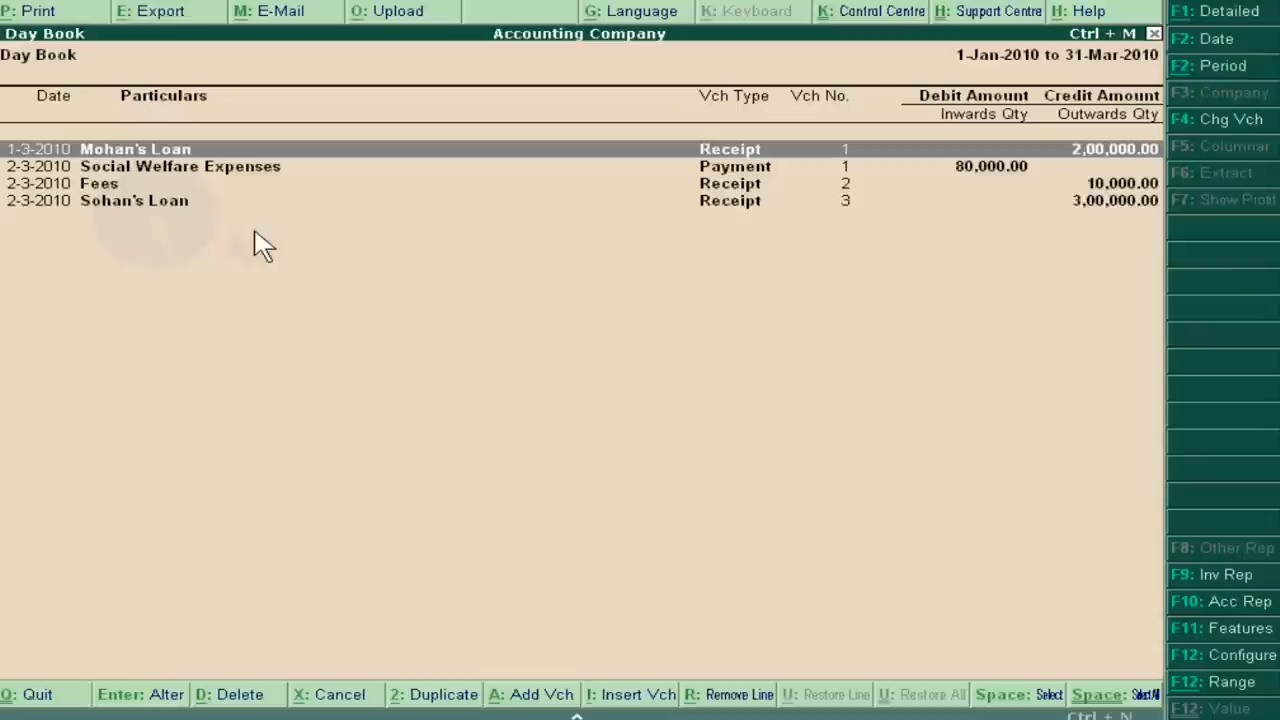 P: Print E: Export M: E-Mail O: Upload G: Language K: Keyboard K: Control Centre H: Support Centre H: Help F1: Detailed
Day Book Accounting Company Ctrl + M
F2: Date
Day Book 1-Jan-2010 to 31-Mar-2010
F2: Period
Date Particulars Vch Type Vch No. Debit Amount Credit Amount
F3: Company
Inwards Qty Outwards Qty
F4: Chg Vch
1-3-2010 Mohan's Loan Receipt 1 2,00,000.00
F5: Columnar
2-3-2010 Social Welfare Expenses Payment 1 80,000.00
F6: Extract
2-3-2010 Fees Receipt 2 10,000.00
2-3-2010 Sohan's Loan Receipt 3 3,00,000.00
F7: Show Profit
F8: Other Rep
F9: Inv Rep
F10: Acc Rep
F11: Features
F12: Configure
F12: Range
Q: Quit Enter: Alter D: Delete X: Cancel 2: Duplicate A: Add Vch I: Insert Vch R: Remove Line U: Restore Line U: Restore All Space: Select Space:
F12: Value
Ctrl + N